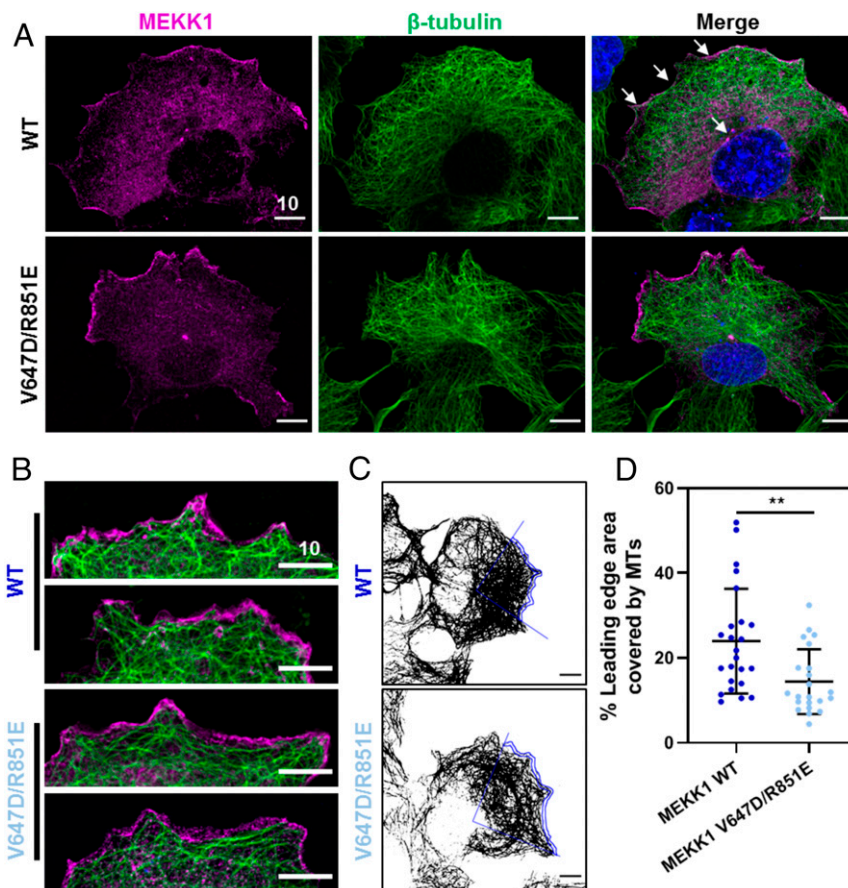 A
MEKK1
β-tubulin
Merge
WT
10
V647D/R851E
B
WT
10
V647D/R851E
C
WT
V647D/R851E
D
% Leading edge area
covered by MTs
60
40
20
0
**
MEKK1 WT
MEKK1 V647D/R851E